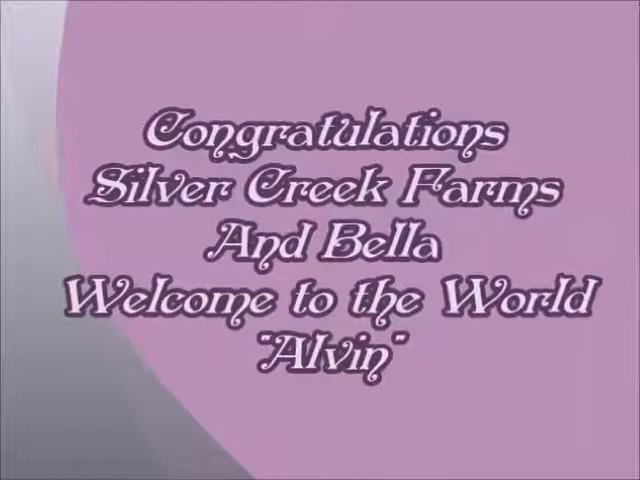 Congratulations
Silver Creek Farms
And Bella
Welcome to the World
"Alvin"